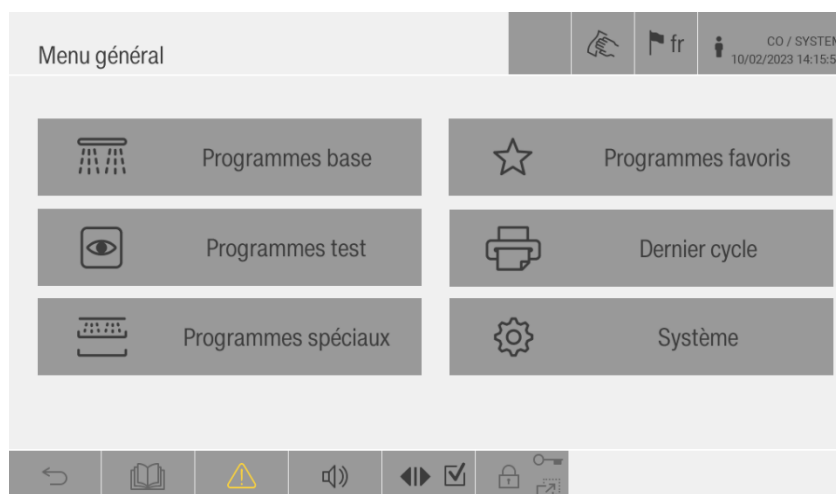 Menu général
fr
CO / SYSTEM
10/02/2023 14:15:5
Programmes base
Programmes favoris
Programmes test
Dernier cycle
Programmes spéciaux
Système